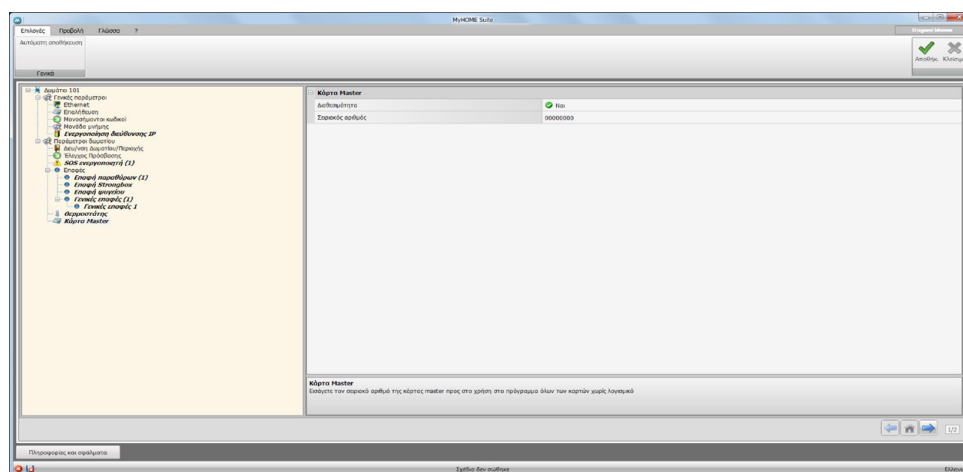 MyHOME Suite
Επιλογές Προβολή Γλώσσα ?
Αυτόματη αποθήκευση
Αποθήκ. Κλείσιμο
Γενικά
Δωμάτιο 101
Γενικές παράμετροι
Ethernet
Επαλήθευση
Μονοσήμαντοι κωδικοί
Μονάδα μνήμης
Ενεργοποίηση διεύθυνσης IP
Παράμετροι δωματίου
Διευ/νση Δωματίου/Περιοχής
Έλεγχος Πρόσβασης
SOS ενεργοποιητή (1)
Επαφές
Επαφή παραθύρων (1)
Επαφή Strongbox
Επαφή ψυγείου
Γενικές επαφές (1)
Γενικές επαφές 1
Θερμοστάτης
Κάρτα Master
Κάρτα Master
Διαθεσιμότητα Ναι
Σειριακός αριθμός 00000000
Κάρτα Master
Εισάγετε τον σειριακό αριθμό της κάρτας master προς στο χρήση στο πρόγραμμα όλων των καρτών χωρίς λογισμικό
1/2
Πληροφορίες και σφάλματα
Σχέδιο δεν σώθηκε